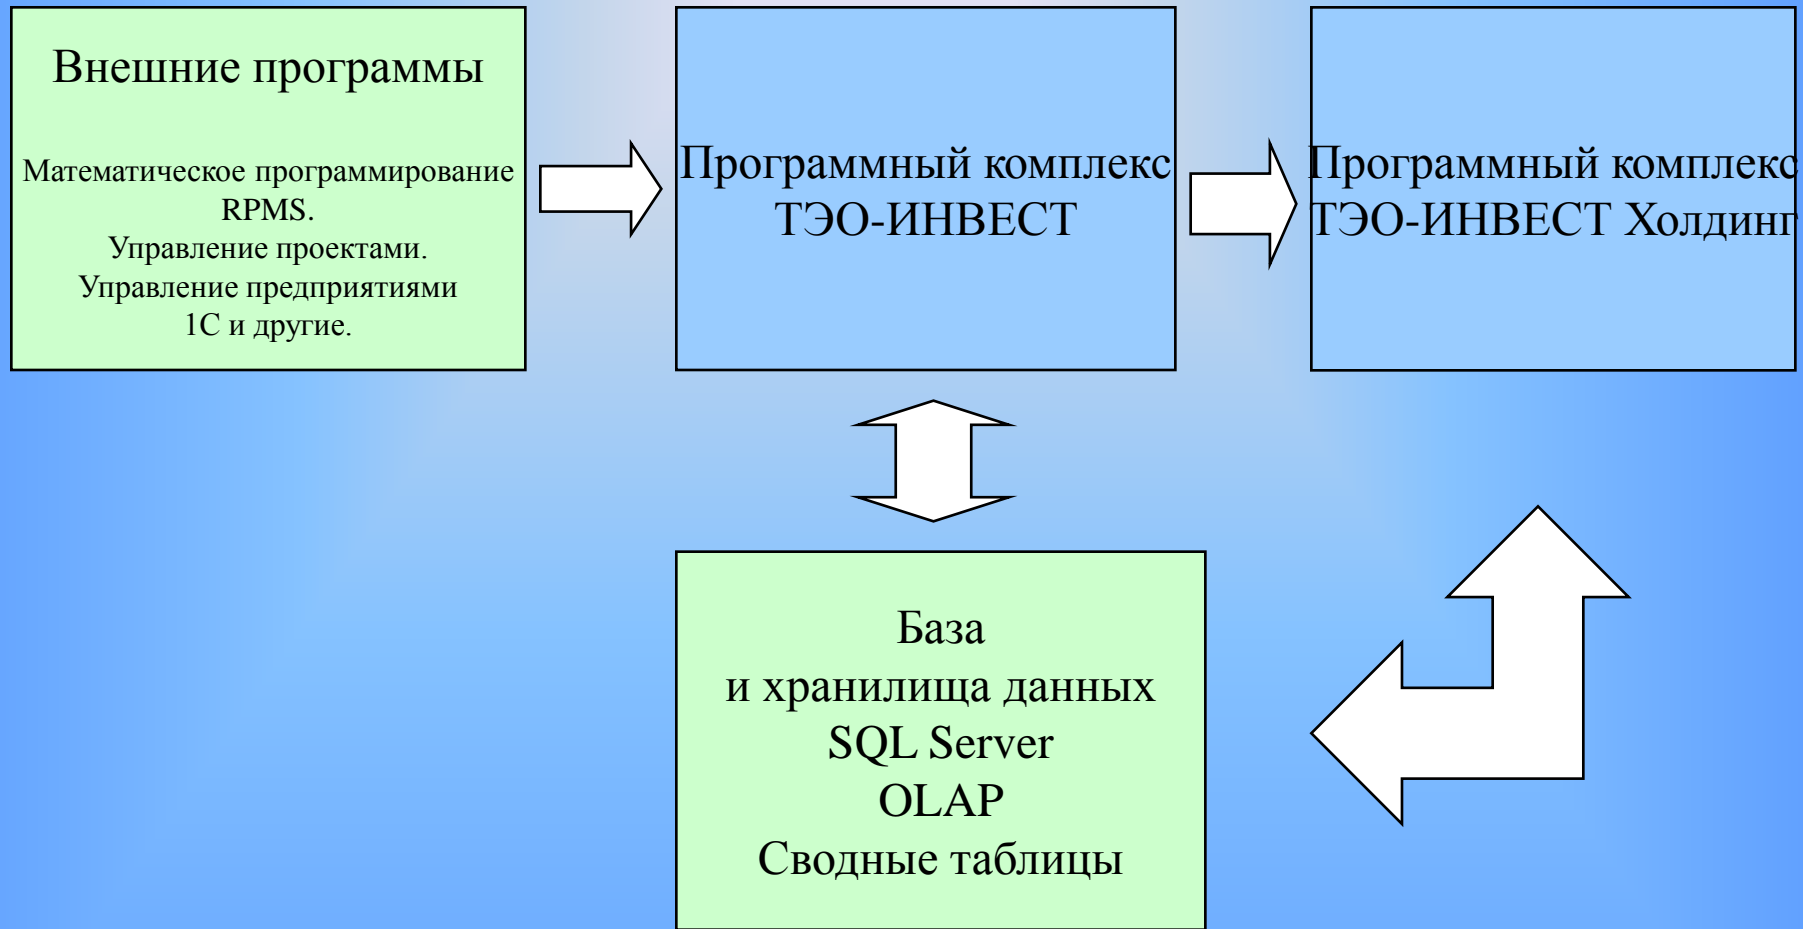 Внешние программы
Математическое программирование
RPMS.
Управление проектами.
Управление предприятиями
1С и другие.
Программный комплекс
ТЭО-ИНВЕСТ
Программный комплекс
ТЭО-ИНВЕСТ Холдинг
База
и хранилища данных
SQL Server
OLAP
Сводные таблицы